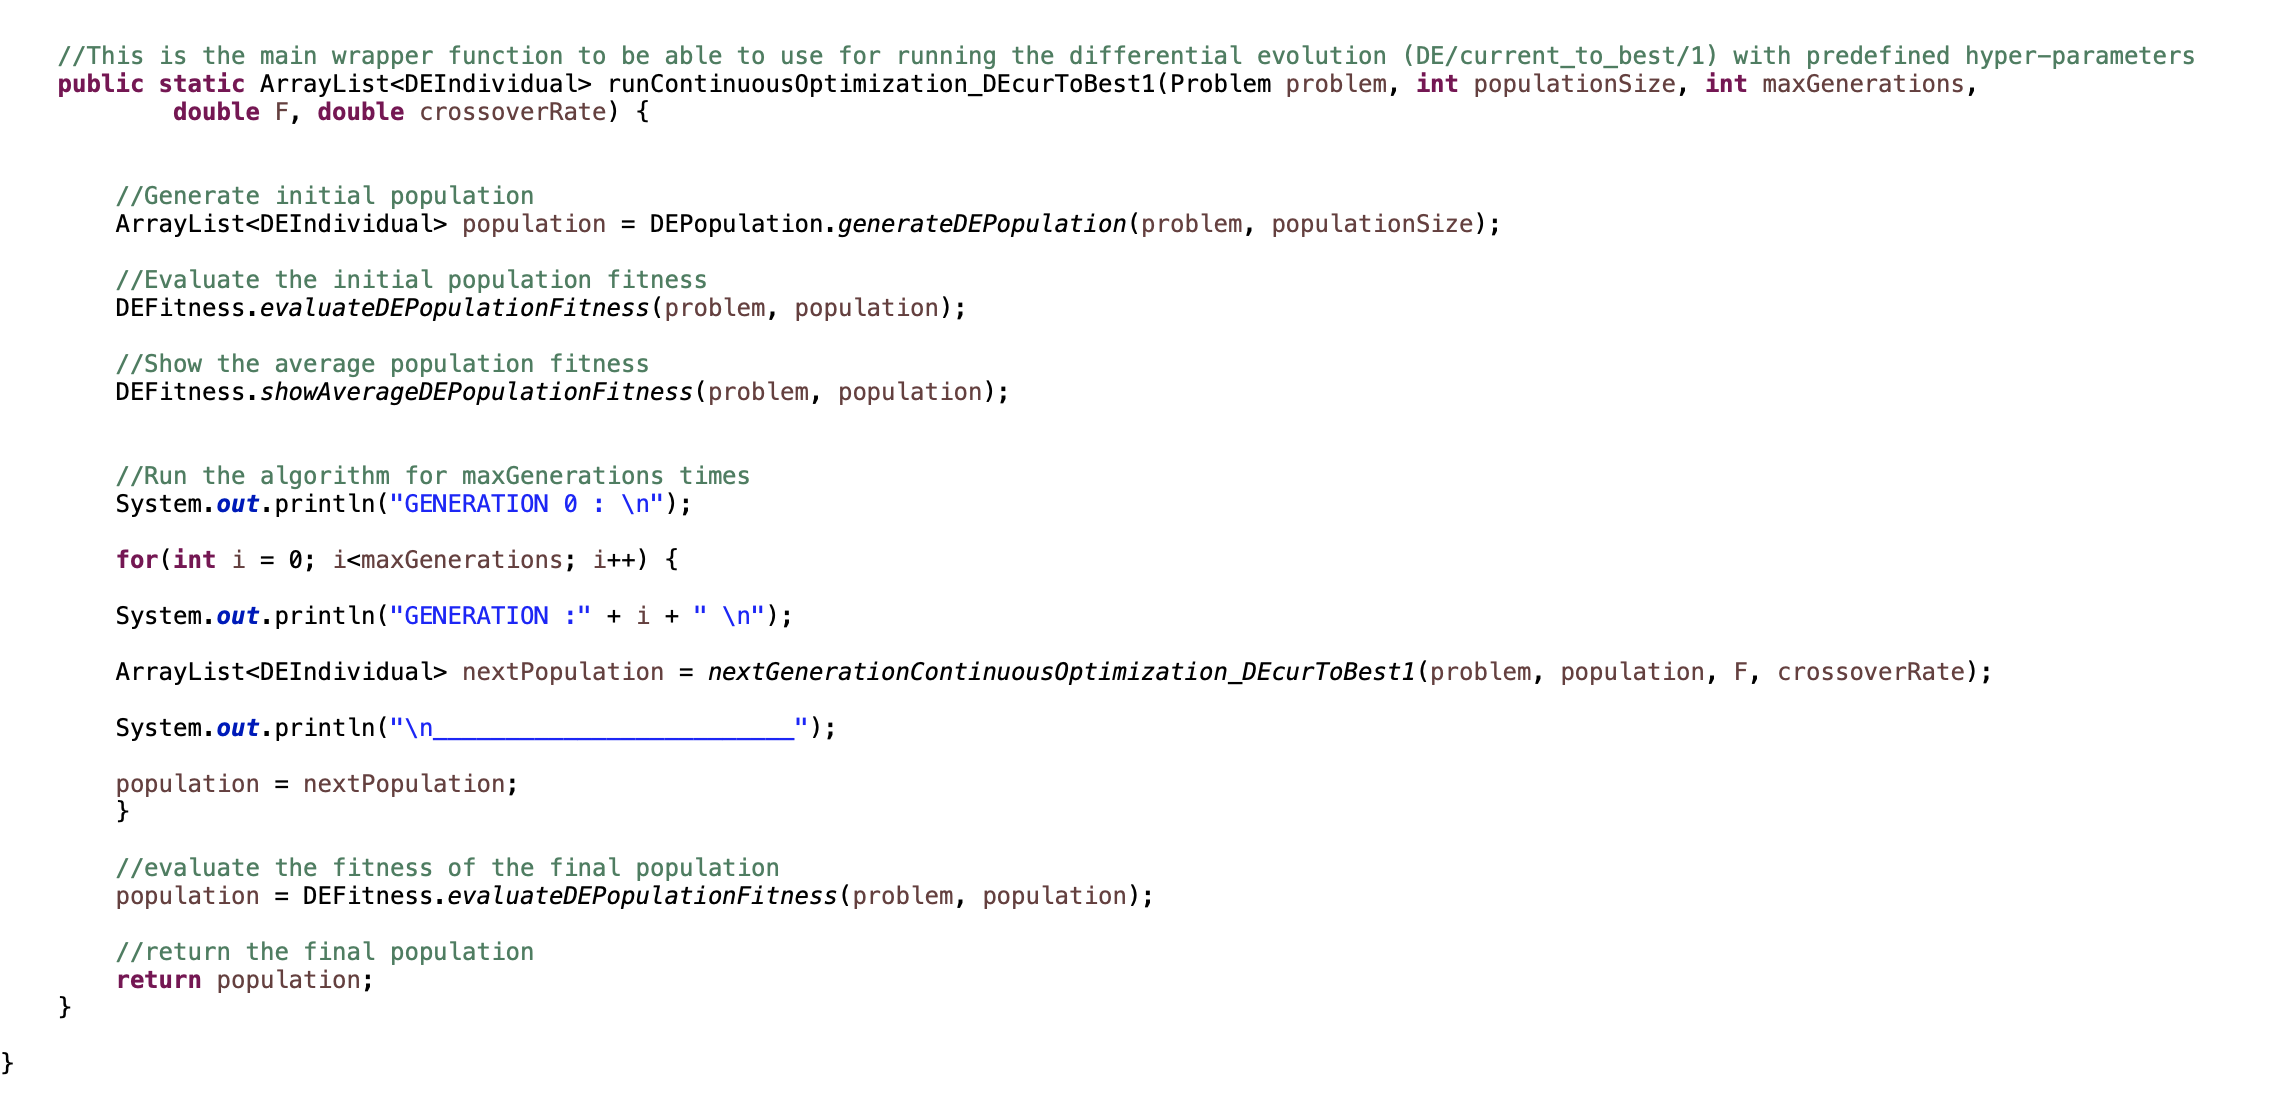 //This is the main wrapper function to be able to use for running the differential evolution (DE/current_to_best/1) with predefined hyper-parameters
public static ArrayList<DEIndividual> runContinuousOptimization_DEcurToBest1(Problem problem, int populationSize, int maxGenerations,
double F, double crossoverRate) {
//Generate initial population
ArrayList<DEIndividual> population = DEPopulation.generateDEPopulation(problem, populationSize);
//Evaluate the initial population fitness
DEFitness.evaluateDEPopulationFitness(problem, population);
//Show the average population fitness
DEFitness.showAverageDEPopulationFitness(problem, population);
//Run the algorithm for maxGenerations times
System.out.println("GENERATION 0 : \n");
for(int i = 0; i<maxGenerations; i++) {
System.out.println("GENERATION :" + i + " \n");
ArrayList<DEIndividual> nextPopulation = nextGenerationContinuousOptimization_DEcurToBest1(problem, population, F, crossoverRate);
System.out.println("\n_________________________");
population = nextPopulation;
}
//evaluate the fitness of the final population
population = DEFitness.evaluateDEPopulationFitness(problem, population);
//return the final population
return population;
}
}